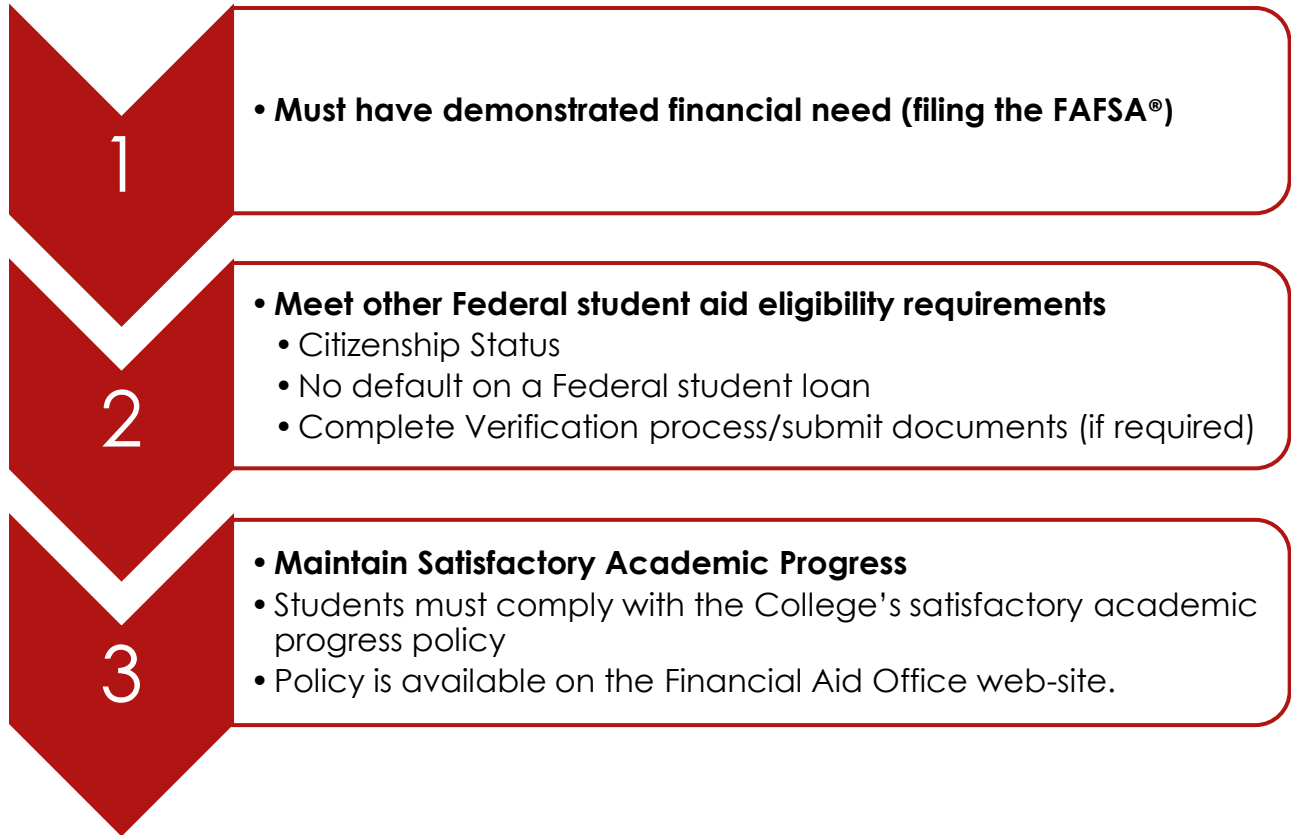 1
• Must have demonstrated financial need (filing the FAFSA®)
2
• Meet other Federal student aid eligibility requirements
• Citizenship Status
• No default on a Federal student loan
• Complete Verification process/submit documents (if required)
3
• Maintain Satisfactory Academic Progress
• Students must comply with the College’s satisfactory academic
progress policy
• Policy is available on the Financial Aid Office web-site.